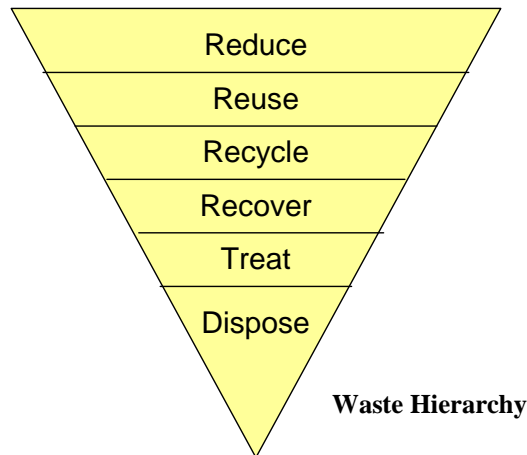 Reduce
Reuse
Recycle
Recover
Treat
Dispose
Waste Hierarchy